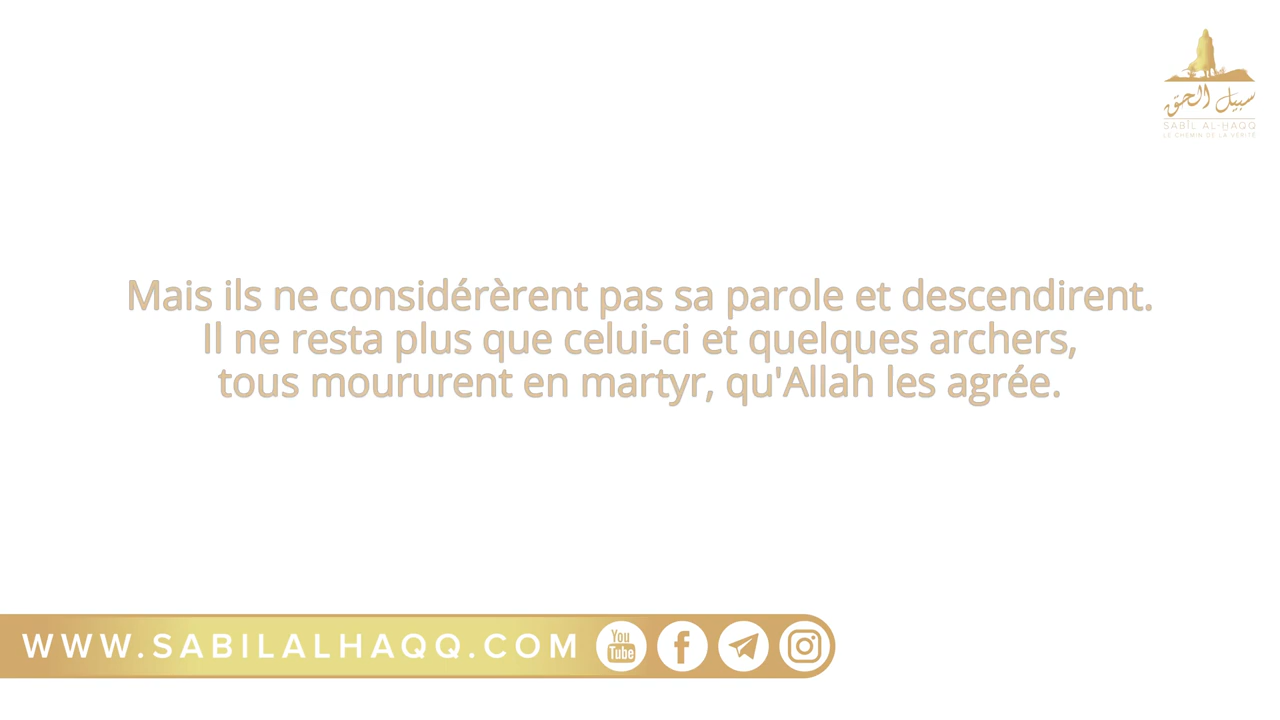 سبيل الحق
SABIL AL-HAQQ
LE CHEMIN DE LA VERITÉ
Mais ils ne considérèrent pas sa parole et descendirent.
Il ne resta plus que celui-ci et quelques archers,
tous moururent en martyr, qu'Allah les agrée.
WWW.SABILALHAQQ.COM You Tube